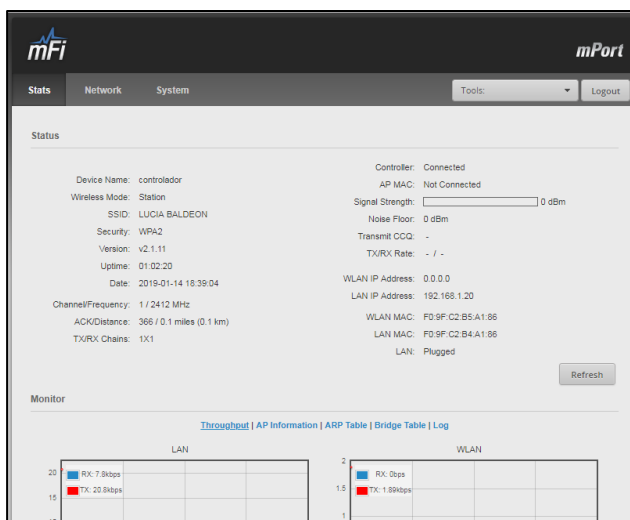 mFi
mPort
Stats Network System Tools: Logout
Status
Device Name: controlador
Wireless Mode: Station
SSID: LUCIA BALDEON
Security: WPA2
Version: v2.1.11
Uptime: 01:02:20
Date: 2019-01-14 18:39:04
Channel/Frequency: 1 / 2412 MHz
ACK/Distance: 366 / 0.1 miles (0.1 km)
TX/RX Chains: 1X1
Controller: Connected
AP MAC: Not Connected
Signal Strength: 0 dBm
Noise Floor: 0 dBm
Transmit CCQ: -
TX/RX Rate: - / -
WLAN IP Address: 0.0.0.0
LAN IP Address: 192.168.1.20
WLAN MAC: F0:9F:C2:B5:A1:86
LAN MAC: F0:9F:C2:B4:A1:86
LAN: Plugged
Refresh
Monitor
Throughput | AP Information | ARP Table | Bridge Table | Log
LAN
20
RX: 7.8kbps
TX: 20.8kbps
15
WLAN
2
RX: 0bps
TX: 1.89kbps
1.5
1